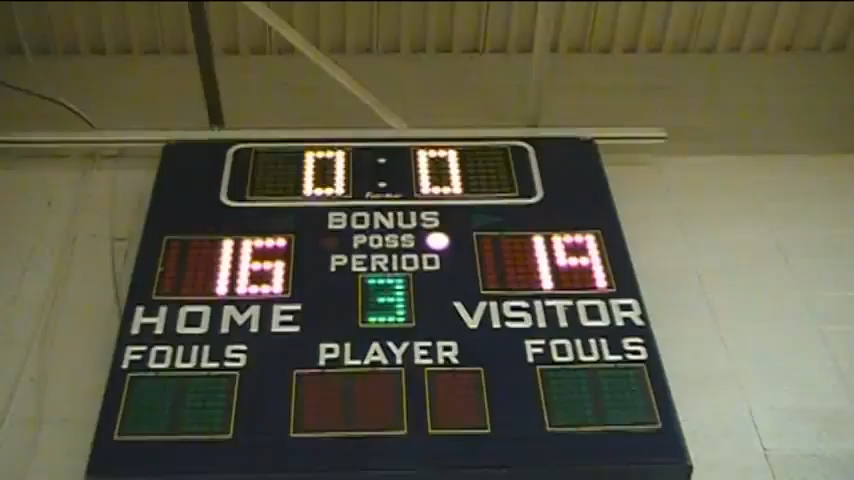 0:0
BONUS
16 POSS 19
PERIOD
3
HOME VISITOR
FOULS PLAYER FOULS